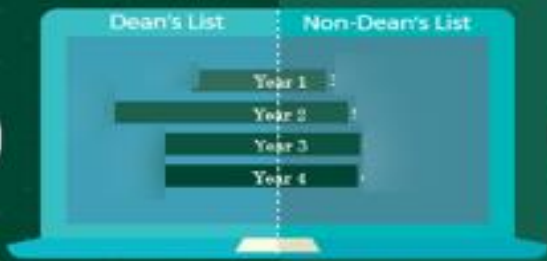 Dean's List
Non-Dean's List
Year 1
Year 2
Year 3
Year 4